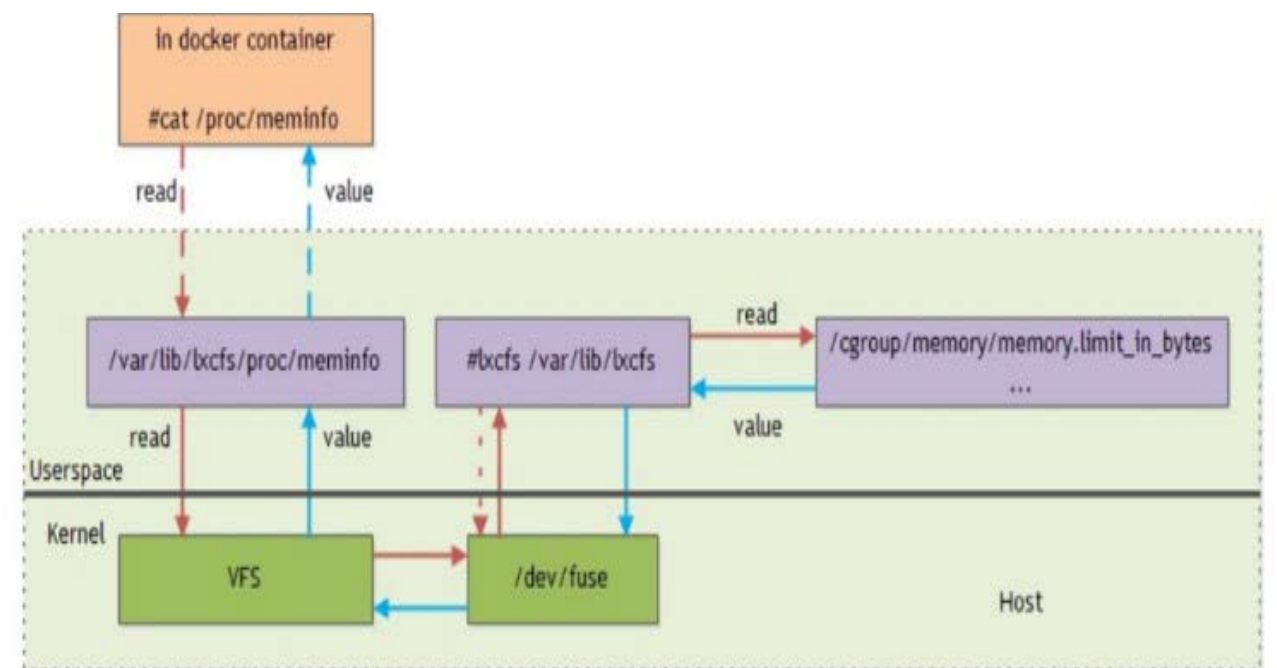 in docker container
#cat /proc/meminfo
read
value
/var/lib/lxcfs/proc/meminfo
#lxcfs /var/lib/lxcfs
read
/cgroup/memory/memory.limit_in_bytes
...
value
read
value
Userspace
Kernel
VFS
/dev/fuse
Host